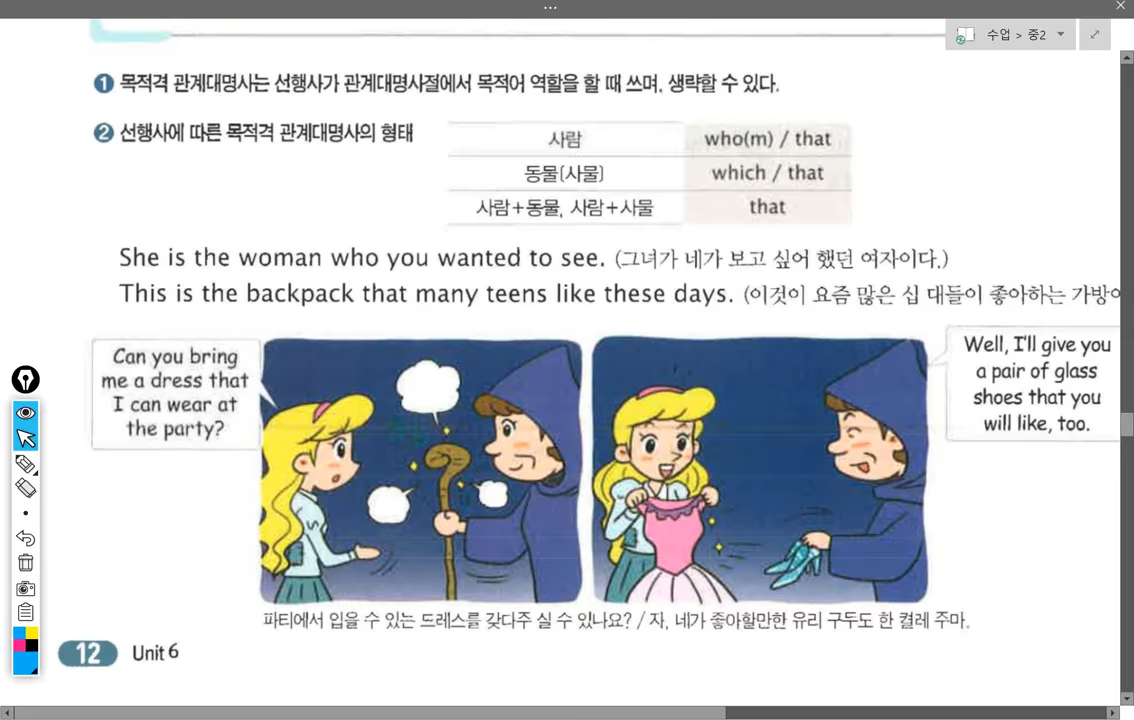 수업 > 중2
1 목적격 관계대명사는 선행사가 관계대명사절에서 목적어 역할을 할 때 쓰며, 생략할 수 있다.
2 선행사에 따른 목적격 관계대명사의 형태
사람 who(m) / that
동물(사물) which / that
사람+동물, 사람+사물 that
She is the woman who you wanted to see. (그녀가 네가 보고 싶어 했던 여자이다.)
This is the backpack that many teens like these days. (이것이 요즘 많은 십 대들이 좋아하는 가방이
Can you bring
me a dress that
I can wear at
the party?
Well, I'll give you
a pair of glass
shoes that you
will like, too.
파티에서 입을 수 있는 드레스를 갖다주 실 수 있나요? / 자, 네가 좋아할만한 유리 구두도 한 켤레 주마.
12 Unit 6